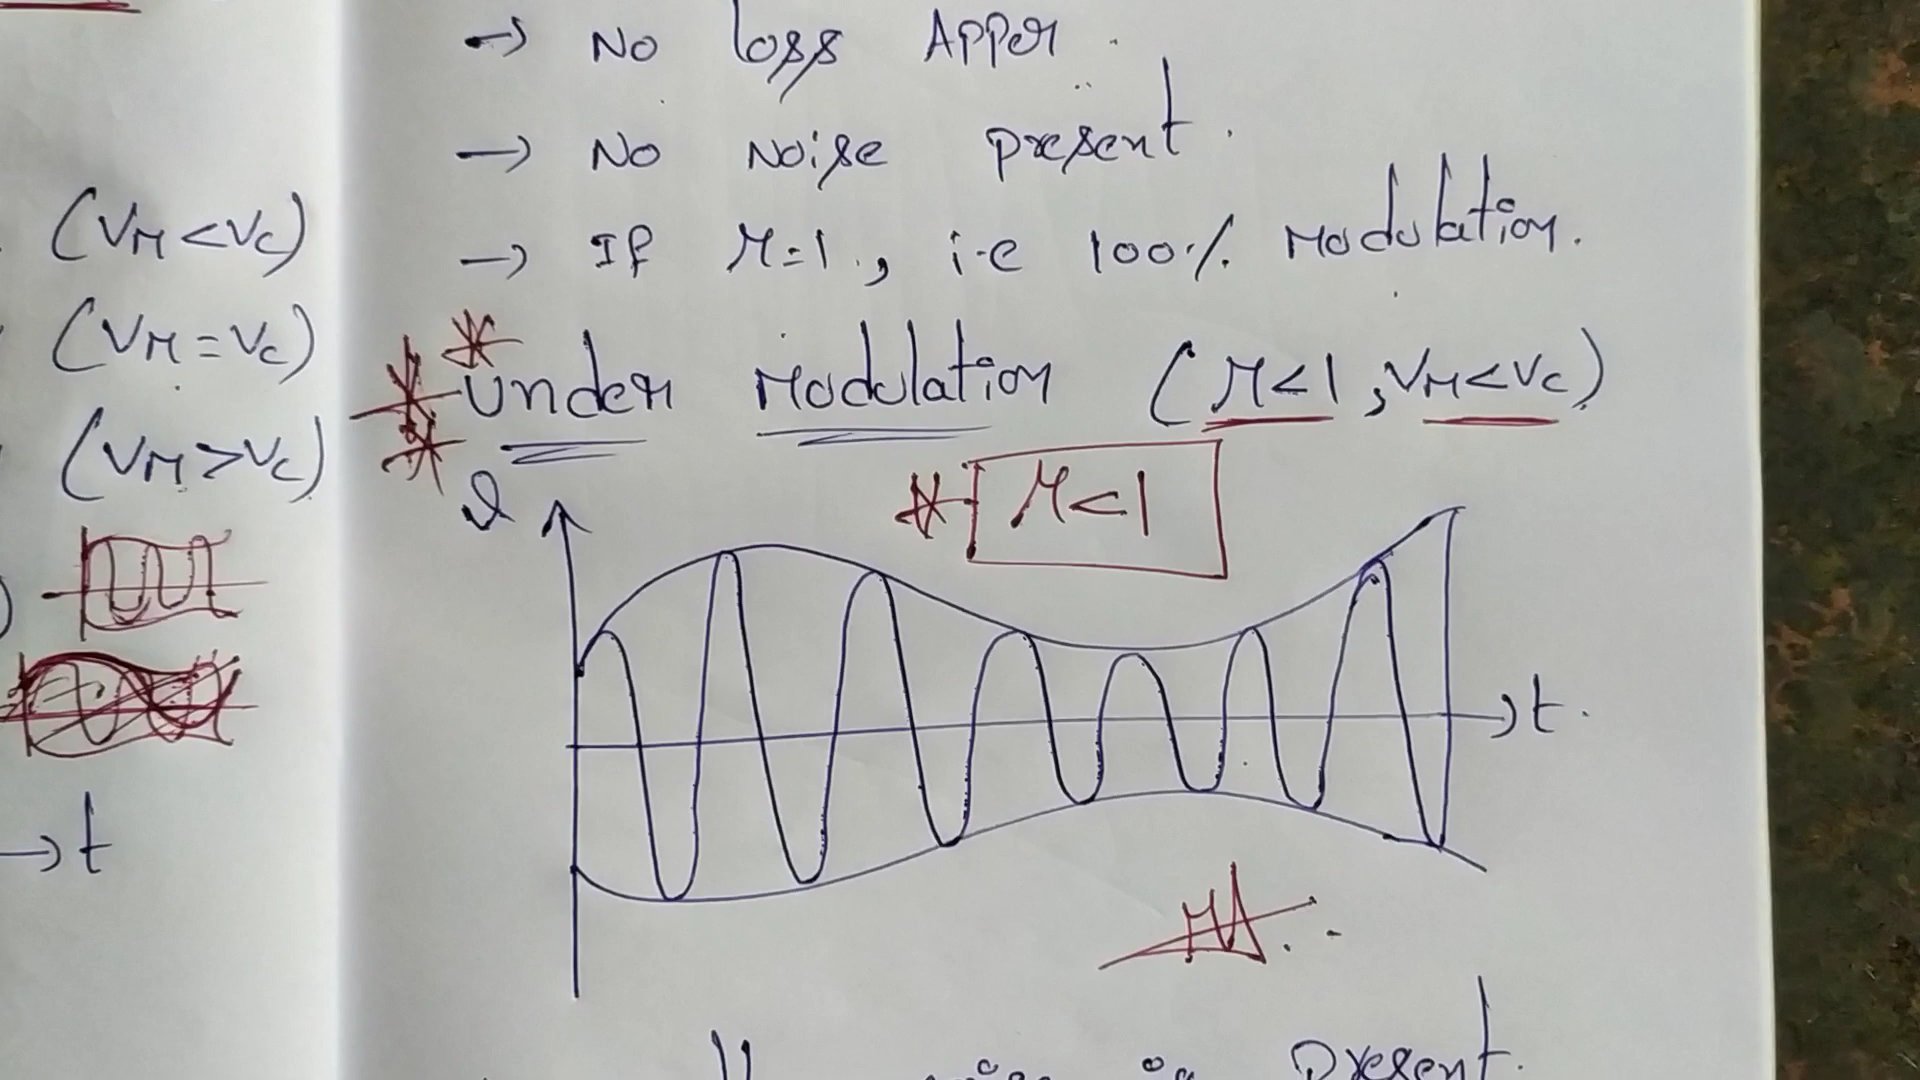 (VM<VC)
(VM=VC)
(VM>VC)
→t
→ No loss Apper.
→ No Noise present.
→ If M=1, i.e 100% Modulation.
Under Modulation (M<1, VM<VC)
M<1
→t.
present.